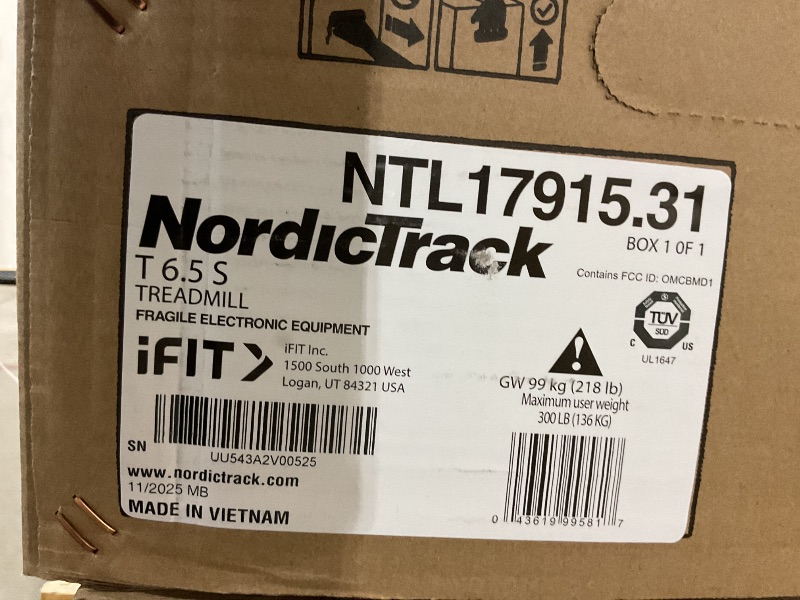 NTL17915.31
BOX 1 OF 1
NordicTrack
T 6.5 S
TREADMILL
FRAGILE ELECTRONIC EQUIPMENT
Contains FCC ID: OMCBMD1
TÜV
SÜD
C US
UL1647
iFIT
iFIT Inc.
1500 South 1000 West
Logan, UT 84321 USA
GW 99 kg (218 lb)
Maximum user weight
300 LB (136 KG)
SN
UU543A2V00525
www.nordictrack.com
11/2025 MB
MADE IN VIETNAM
0 43619 99581 7